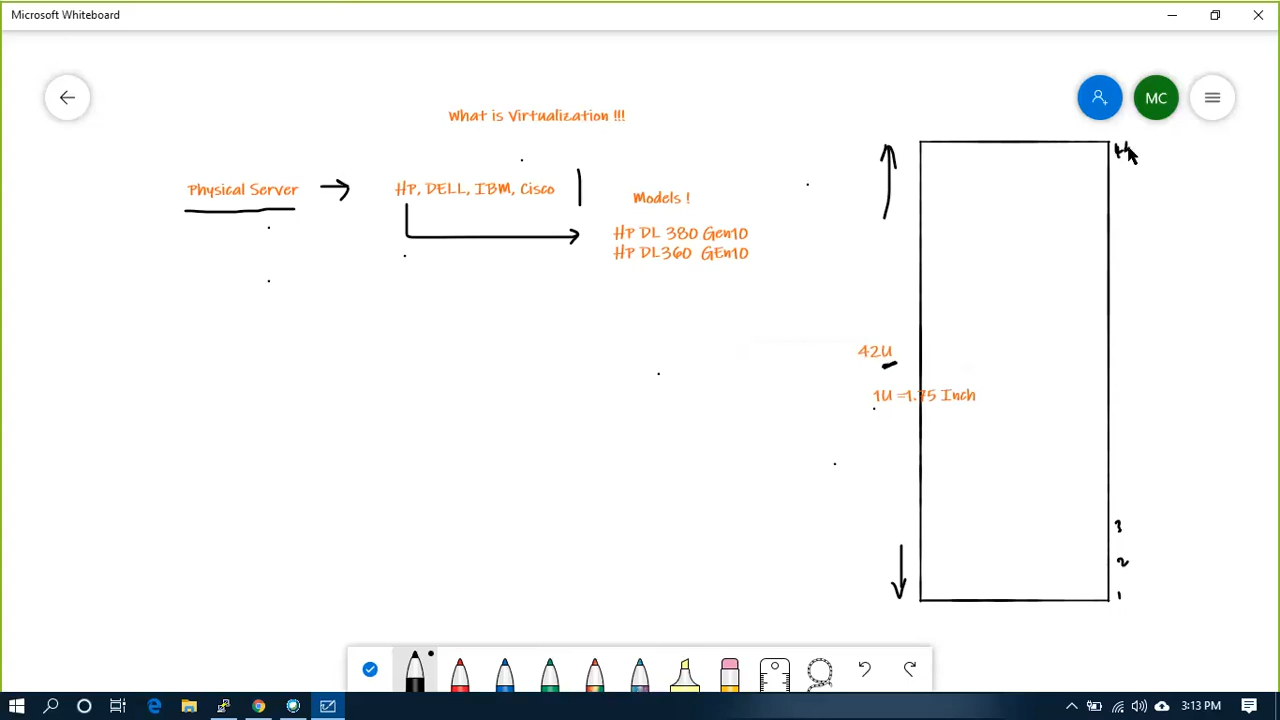 Microsoft Whiteboard
MC
What is Virtualization !!!
Physical Server
HP, DELL, IBM, Cisco
Models !
HP DL 380 Gen10
HP DL360 GEn10
42U
1U =1.75 Inch
3
2
1
3:13 PM